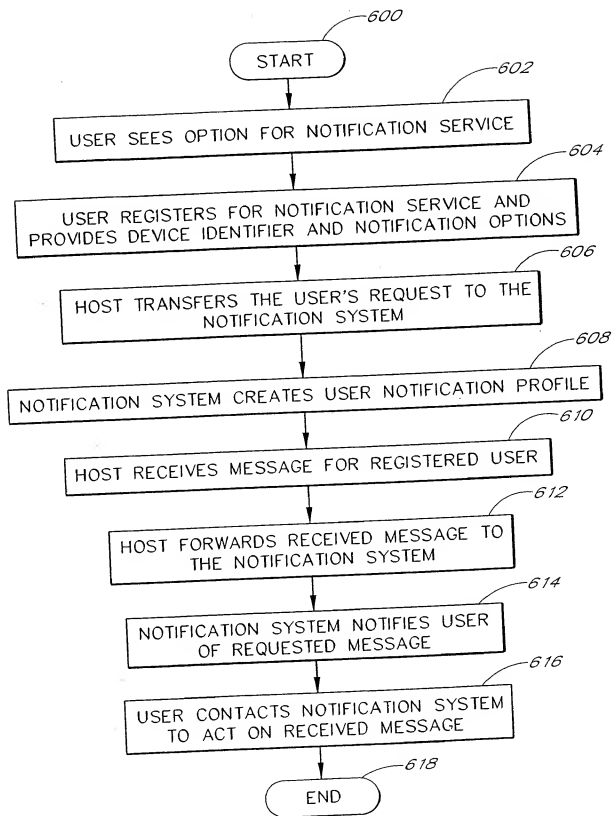 600
START
602
USER SEES OPTION FOR NOTIFICATION SERVICE
604
USER REGISTERS FOR NOTIFICATION SERVICE AND
PROVIDES DEVICE IDENTIFIER AND NOTIFICATION OPTIONS
606
HOST TRANSFERS THE USER'S REQUEST TO THE
NOTIFICATION SYSTEM
608
NOTIFICATION SYSTEM CREATES USER NOTIFICATION PROFILE
610
HOST RECEIVES MESSAGE FOR REGISTERED USER
612
HOST FORWARDS RECEIVED MESSAGE TO
THE NOTIFICATION SYSTEM
614
NOTIFICATION SYSTEM NOTIFIES USER
OF REQUESTED MESSAGE
616
USER CONTACTS NOTIFICATION SYSTEM
TO ACT ON RECEIVED MESSAGE
618
END